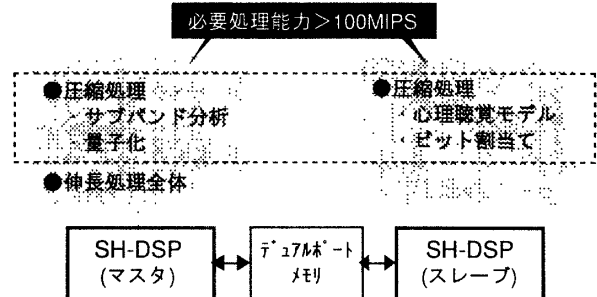 必要処理能力>100MIPS
●圧縮処理
・サブバンド分析
・量子化
●伸長処理全体
●圧縮処理
・心理聴覚モデル
・ビット割当て
SH-DSP
(マスタ)
ﾃﾞｭｱﾙﾎﾟｰﾄ
ﾒﾓﾘ
SH-DSP
(スレーブ)